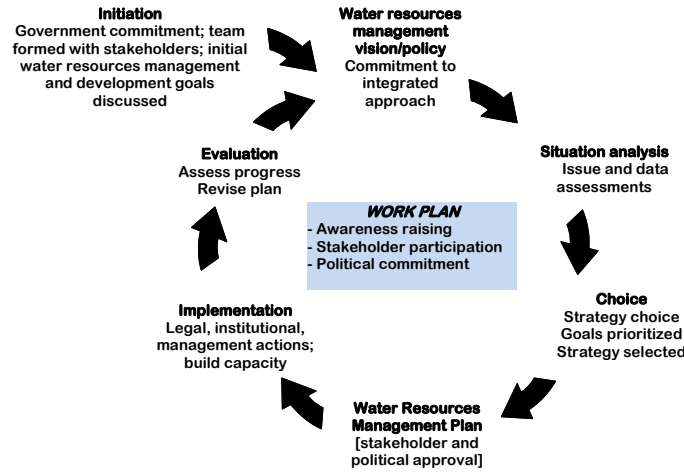 Initiation
Government commitment; team
formed with stakeholders; initial
water resources management
and development goals
discussed
Water resources
management
vision/policy
Commitment to
integrated
approach
Situation analysis
Issue and data
assessments
Choice
Strategy choice
Goals prioritized
Strategy selected
Water Resources
Management Plan
[stakeholder and
political approval]
Implementation
Legal, institutional,
management actions;
build capacity
Evaluation
Assess progress
Revise plan
WORK PLAN
- Awareness raising
- Stakeholder participation
- Political commitment